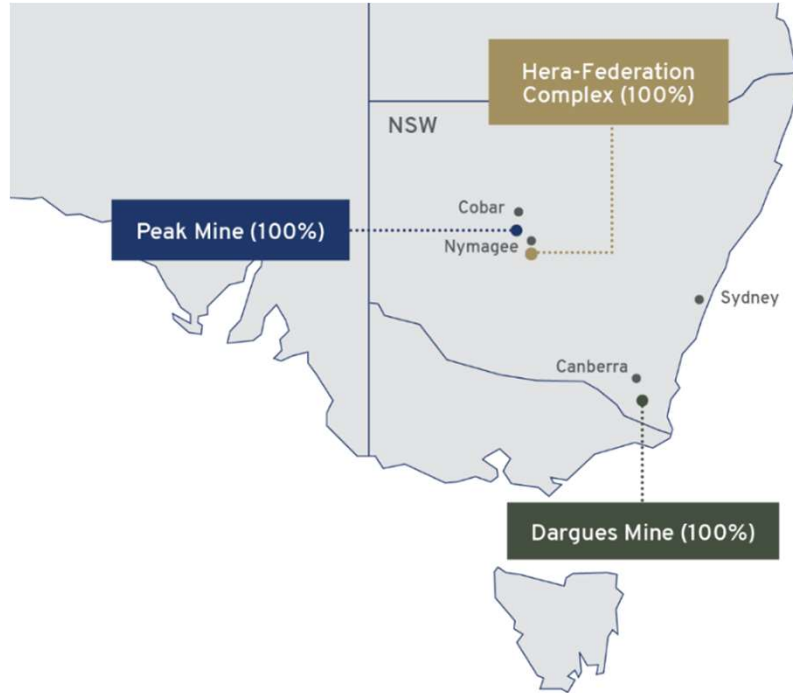 Hera-Federation
Complex (100%)
NSW
Cobar
Peak Mine (100%)
Nymagee
Sydney
Canberra
Dargues Mine (100%)